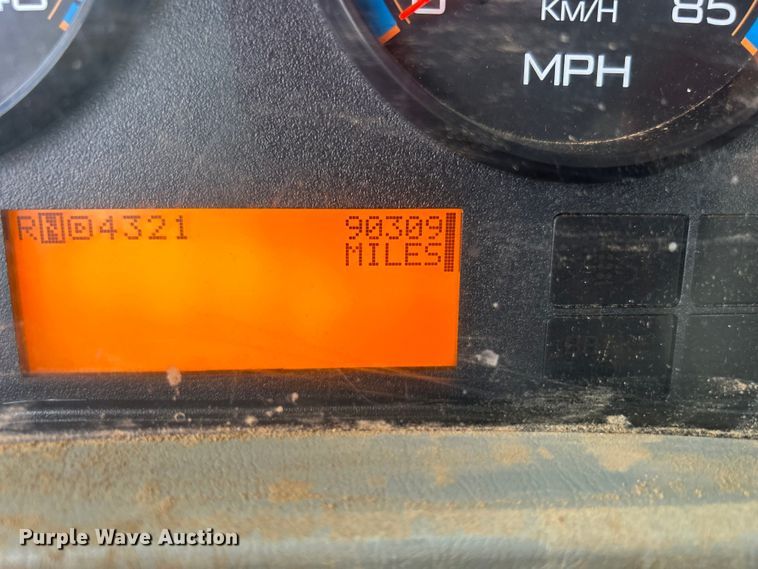 KM/H
85
MPH
RND4321 90309
MILES
Purple Wave Auction